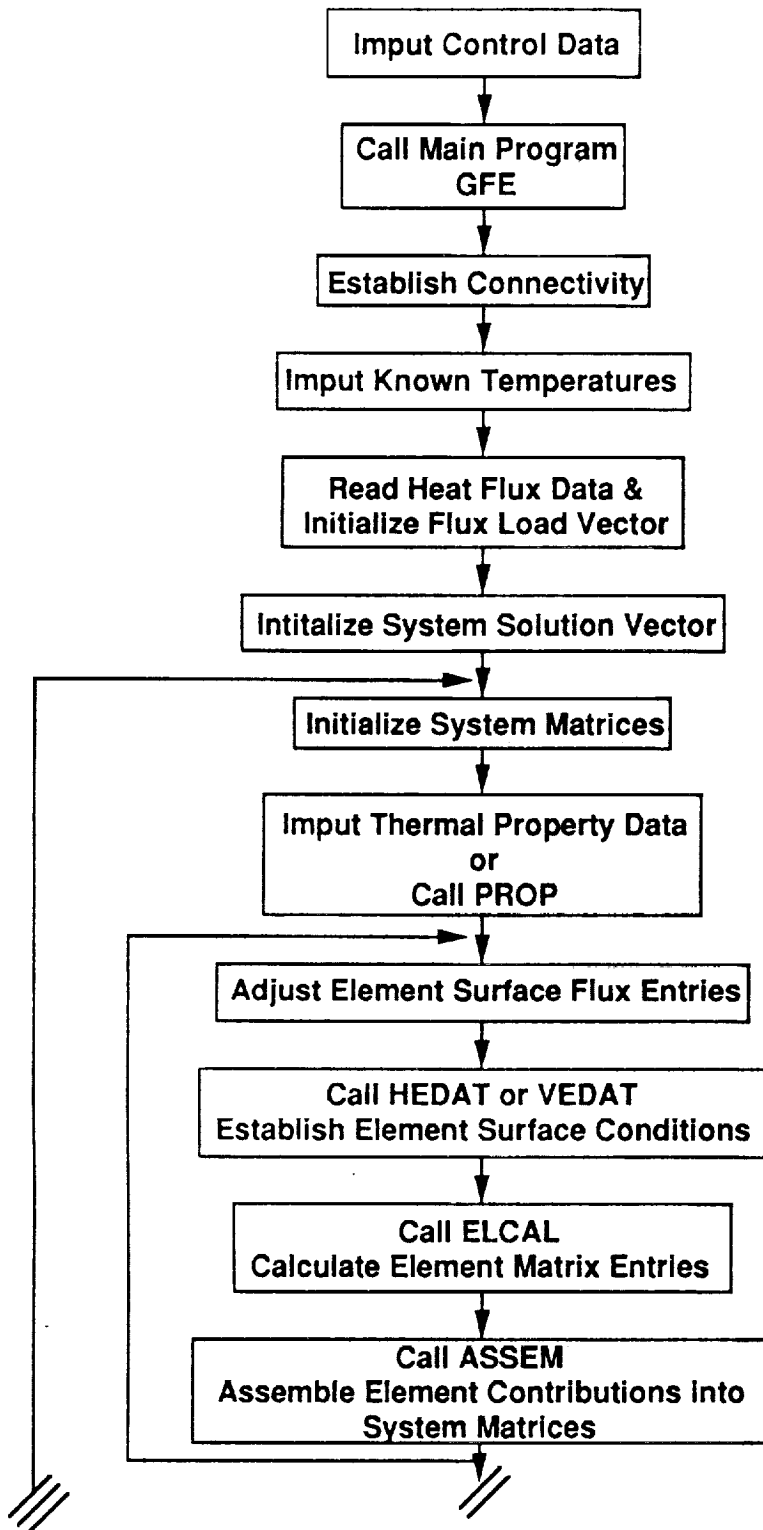 Imput Control Data
Call Main Program
GFE
Establish Connectivity
Imput Known Temperatures
Read Heat Flux Data &
Initialize Flux Load Vector
Intitalize System Solution Vector
Initialize System Matrices
Imput Thermal Property Data
or
Call PROP
Adjust Element Surface Flux Entries
Call HEDAT or VEDAT
Establish Element Surface Conditions
Call ELCAL
Calculate Element Matrix Entries
Call ASSEM
Assemble Element Contributions into
System Matrices